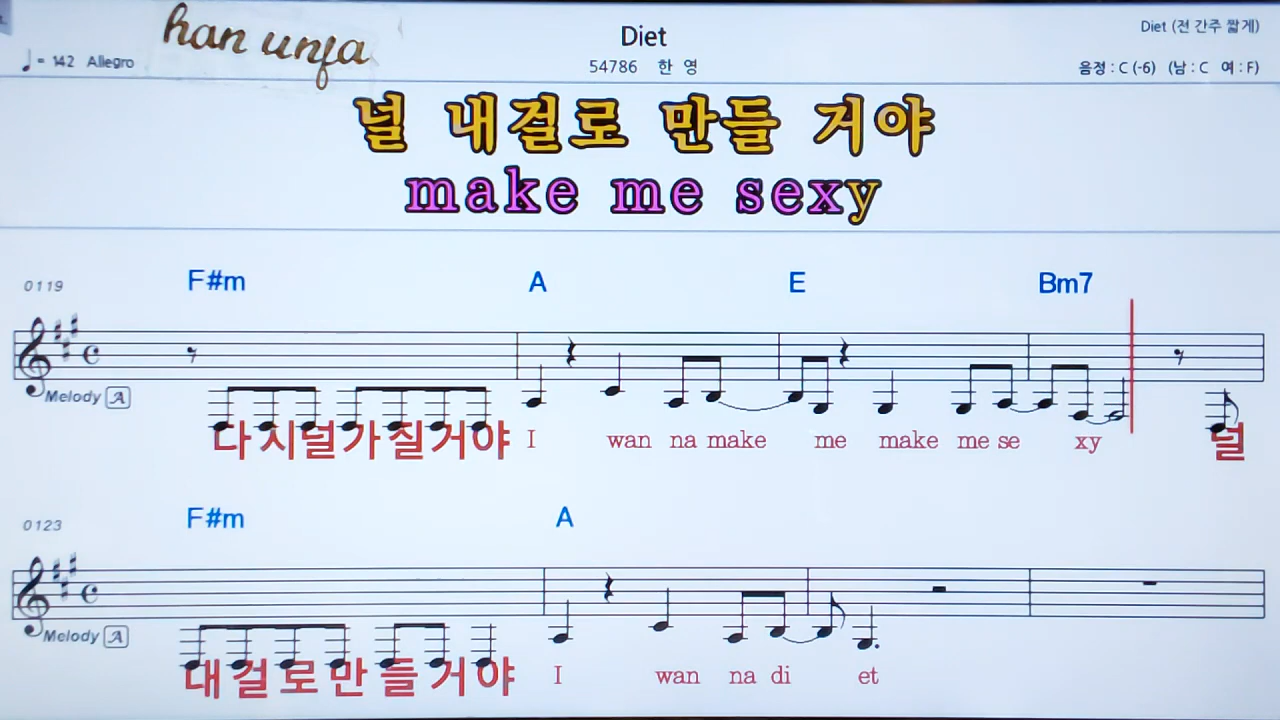 han unfa
Diet
Diet (전 간주 짧게)
♩ = 142 Allegro
54786 한 영
음정 : C (-6) (남 : C 여 : F)
널 내걸로 만들 거야
make me sexy
0119
F#m A E Bm7
Melody A
다 시 널 가 질 거 야 I wan na make me make me se xy 널
0123
F#m A
Melody A
내 걸 로 만 들 거 야 I wan na di et